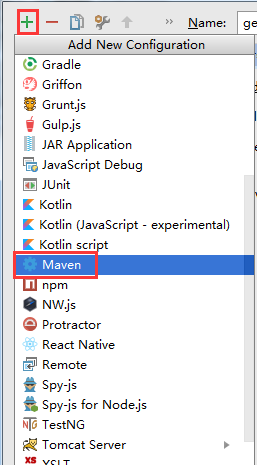 Name: ge
Add New Configuration
Gradle
Griffon
Grunt.js
Gulp.js
JAR Application
JavaScript Debug
JUnit
Kotlin
Kotlin (JavaScript - experimental)
Kotlin script
Maven
npm
NW.js
Protractor
React Native
Remote
Spy-js
Spy-js for Node.js
TestNG
Tomcat Server
XSLT